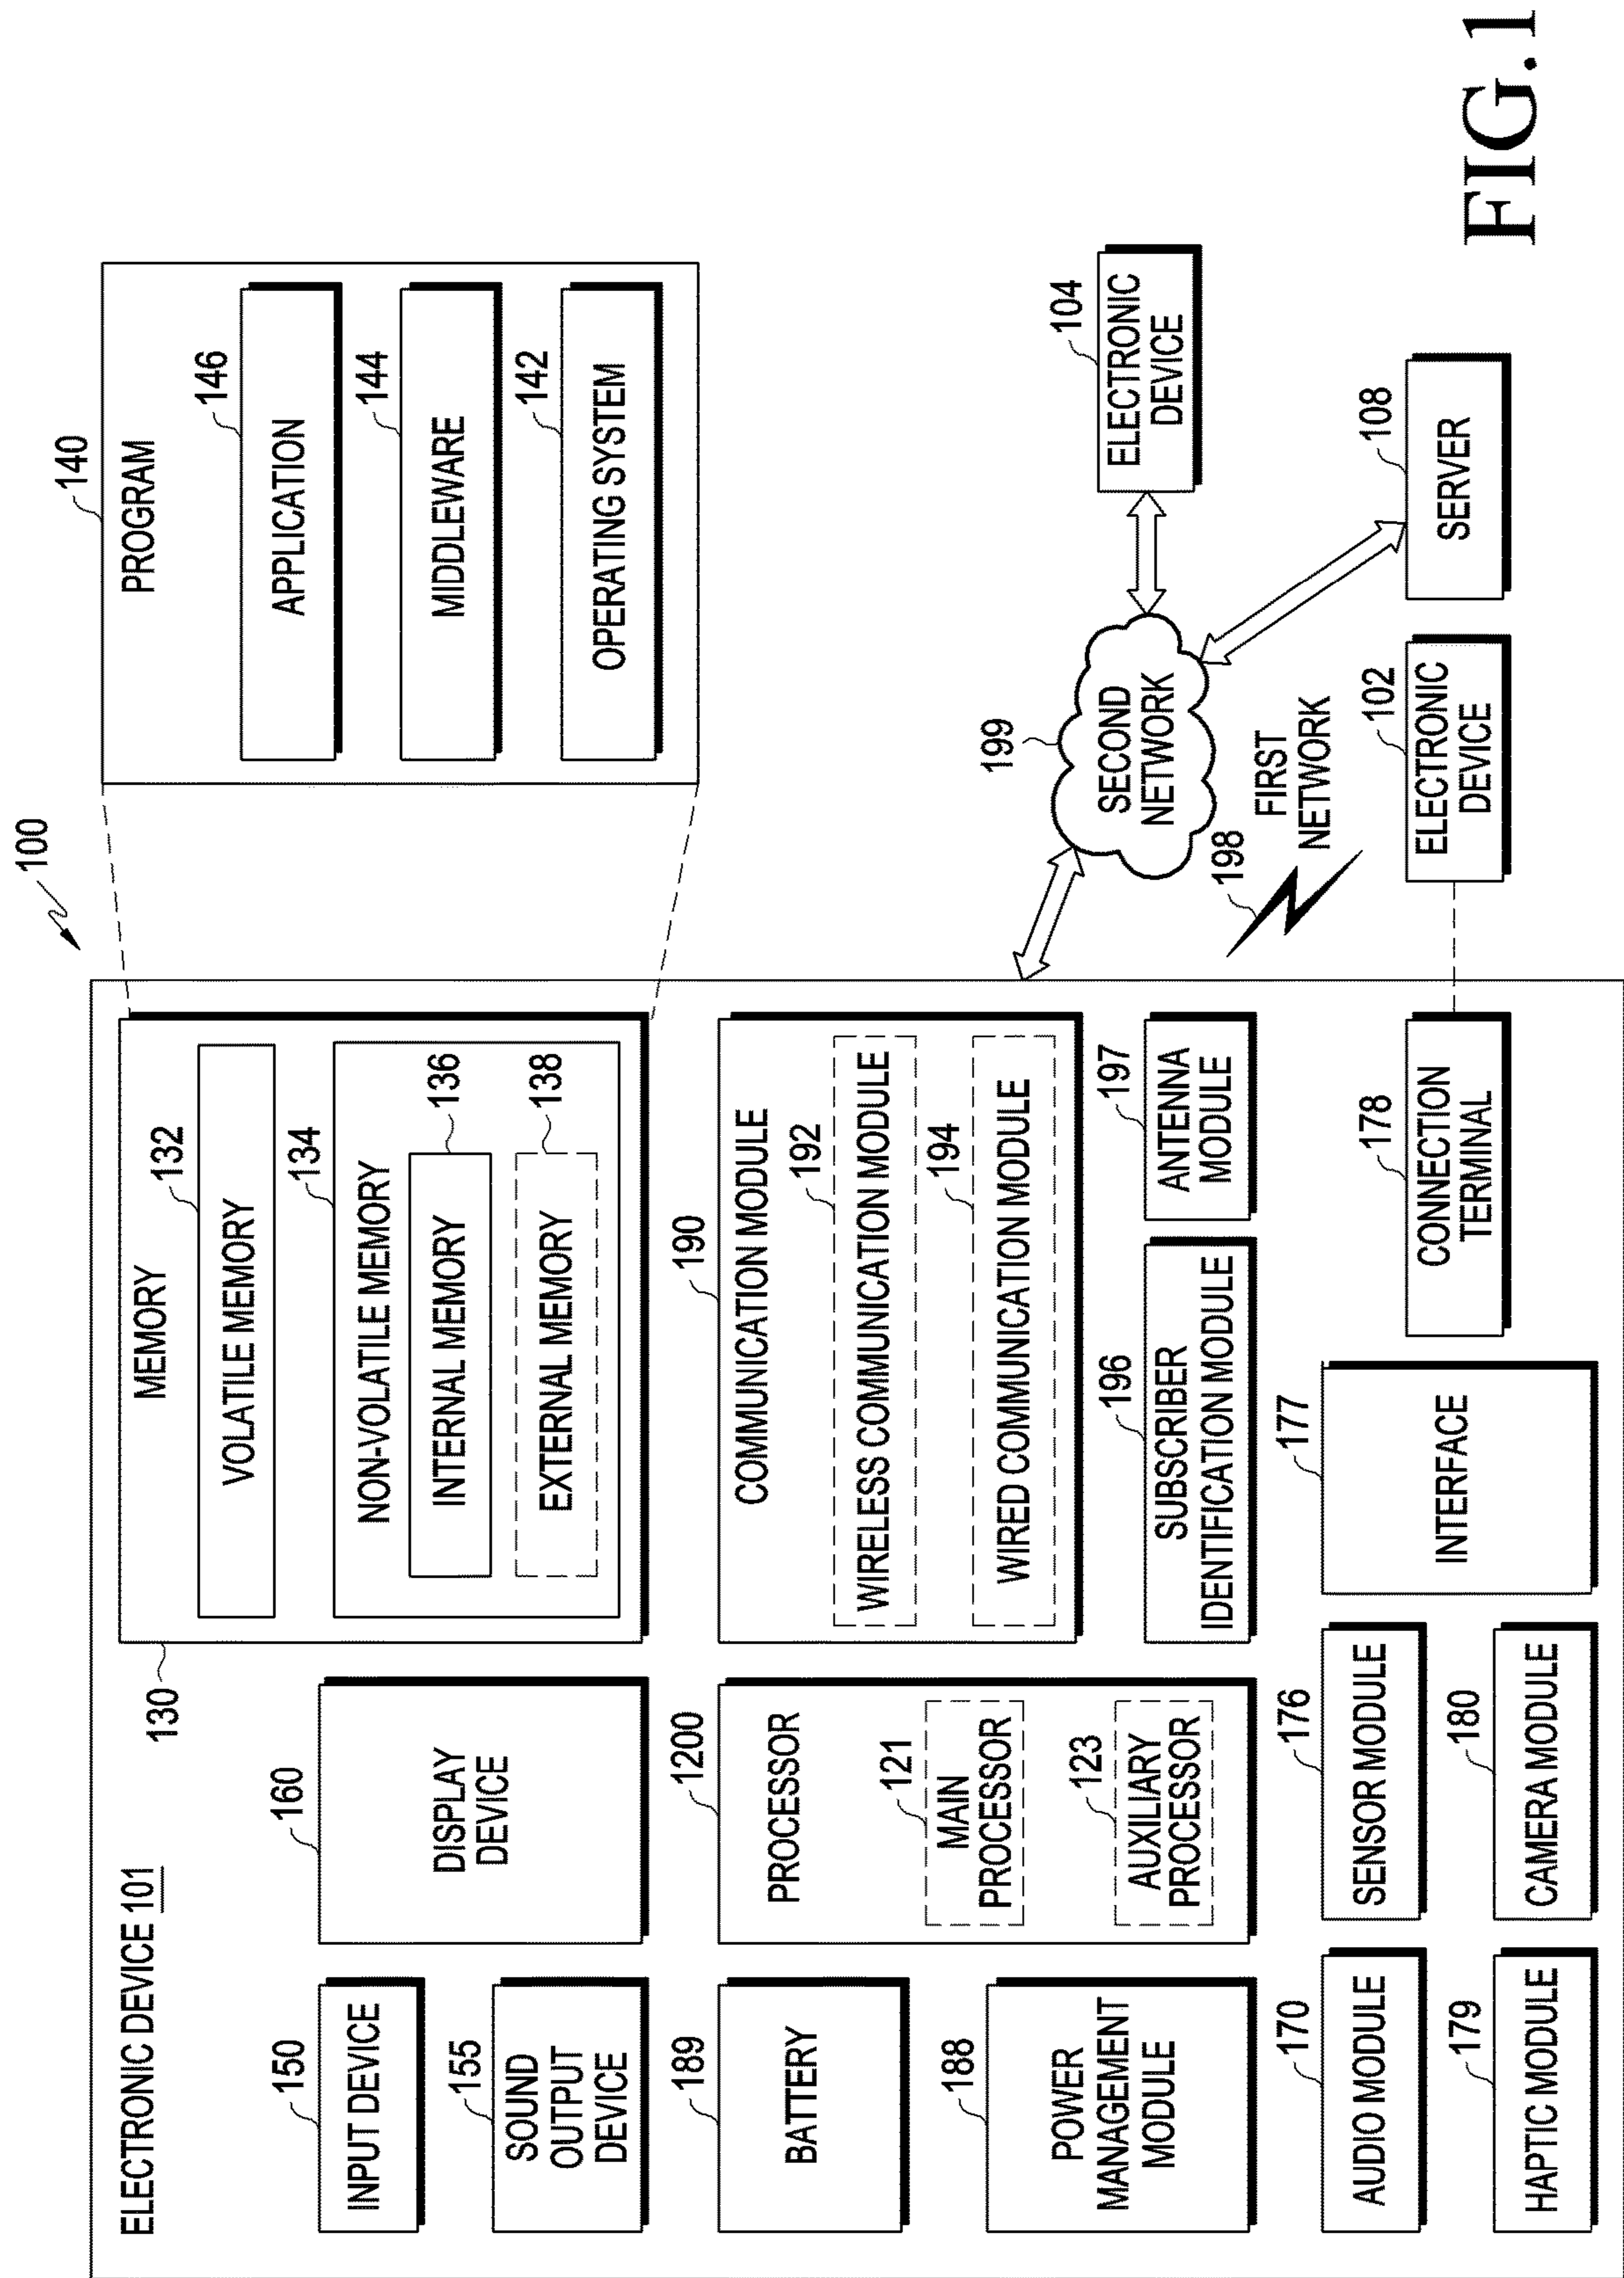 100
ELECTRONIC DEVICE 101
150
INPUT DEVICE
155
SOUND
OUTPUT
DEVICE
160
DISPLAY
DEVICE
130
MEMORY
132
VOLATILE MEMORY
134
NON-VOLATILE MEMORY
136
INTERNAL MEMORY
138
EXTERNAL MEMORY
140
PROGRAM
146
APPLICATION
144
MIDDLEWARE
142
OPERATING SYSTEM
189
BATTERY
188
POWER
MANAGEMENT
MODULE
1200
PROCESSOR
121
MAIN
PROCESSOR
123
AUXILIARY
PROCESSOR
190
COMMUNICATION MODULE
192
WIRELESS COMMUNICATION MODULE
194
WIRED COMMUNICATION MODULE
196
SUBSCRIBER
IDENTIFICATION MODULE
197
ANTENNA
MODULE
199
SECOND
NETWORK
104
ELECTRONIC
DEVICE
198
FIRST
NETWORK
170
AUDIO MODULE
176
SENSOR MODULE
177
INTERFACE
178
CONNECTION
TERMINAL
102
ELECTRONIC
DEVICE
108
SERVER
179
HAPTIC MODULE
180
CAMERA MODULE
FIG.1